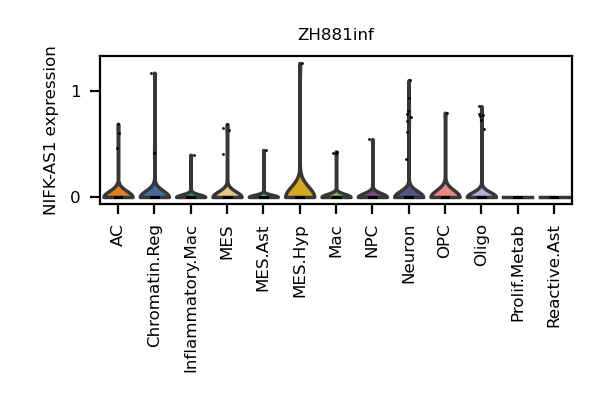 ZH881inf
NIFK-AS1 expression
1
0
AC
Chromatin.Reg
Inflammatory.Mac
MES
MES.Ast
MES.Hyp
Mac
NPC
Neuron
OPC
Oligo
Prolif.Metab
Reactive.Ast